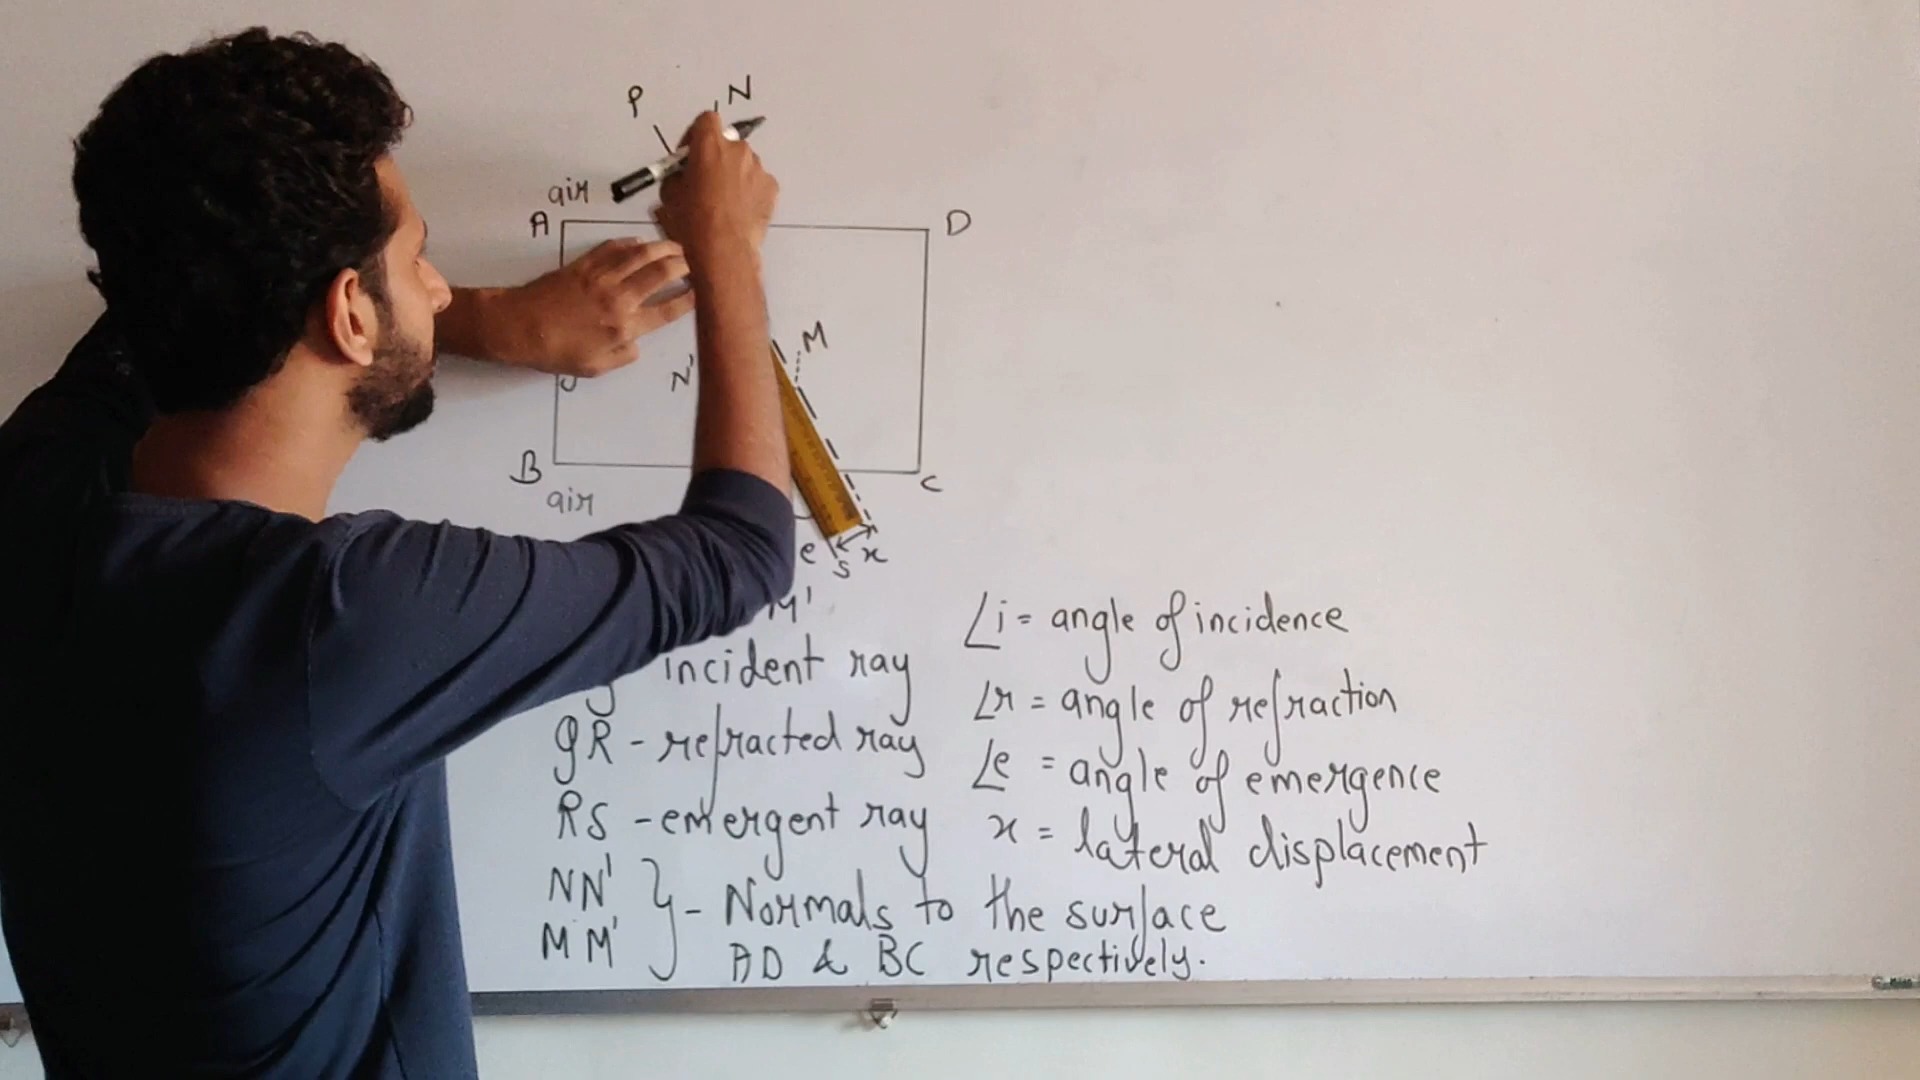 P
N
air
A
D
M
N'
B
C
air
e
s
x
M'
incident ray
QR - refracted ray
RS - emergent ray
NN'
MM'
} - Normals to the surface
AD & BC respectively.
∠i = angle of incidence
∠r = angle of refraction
∠e = angle of emergence
x = lateral displacement